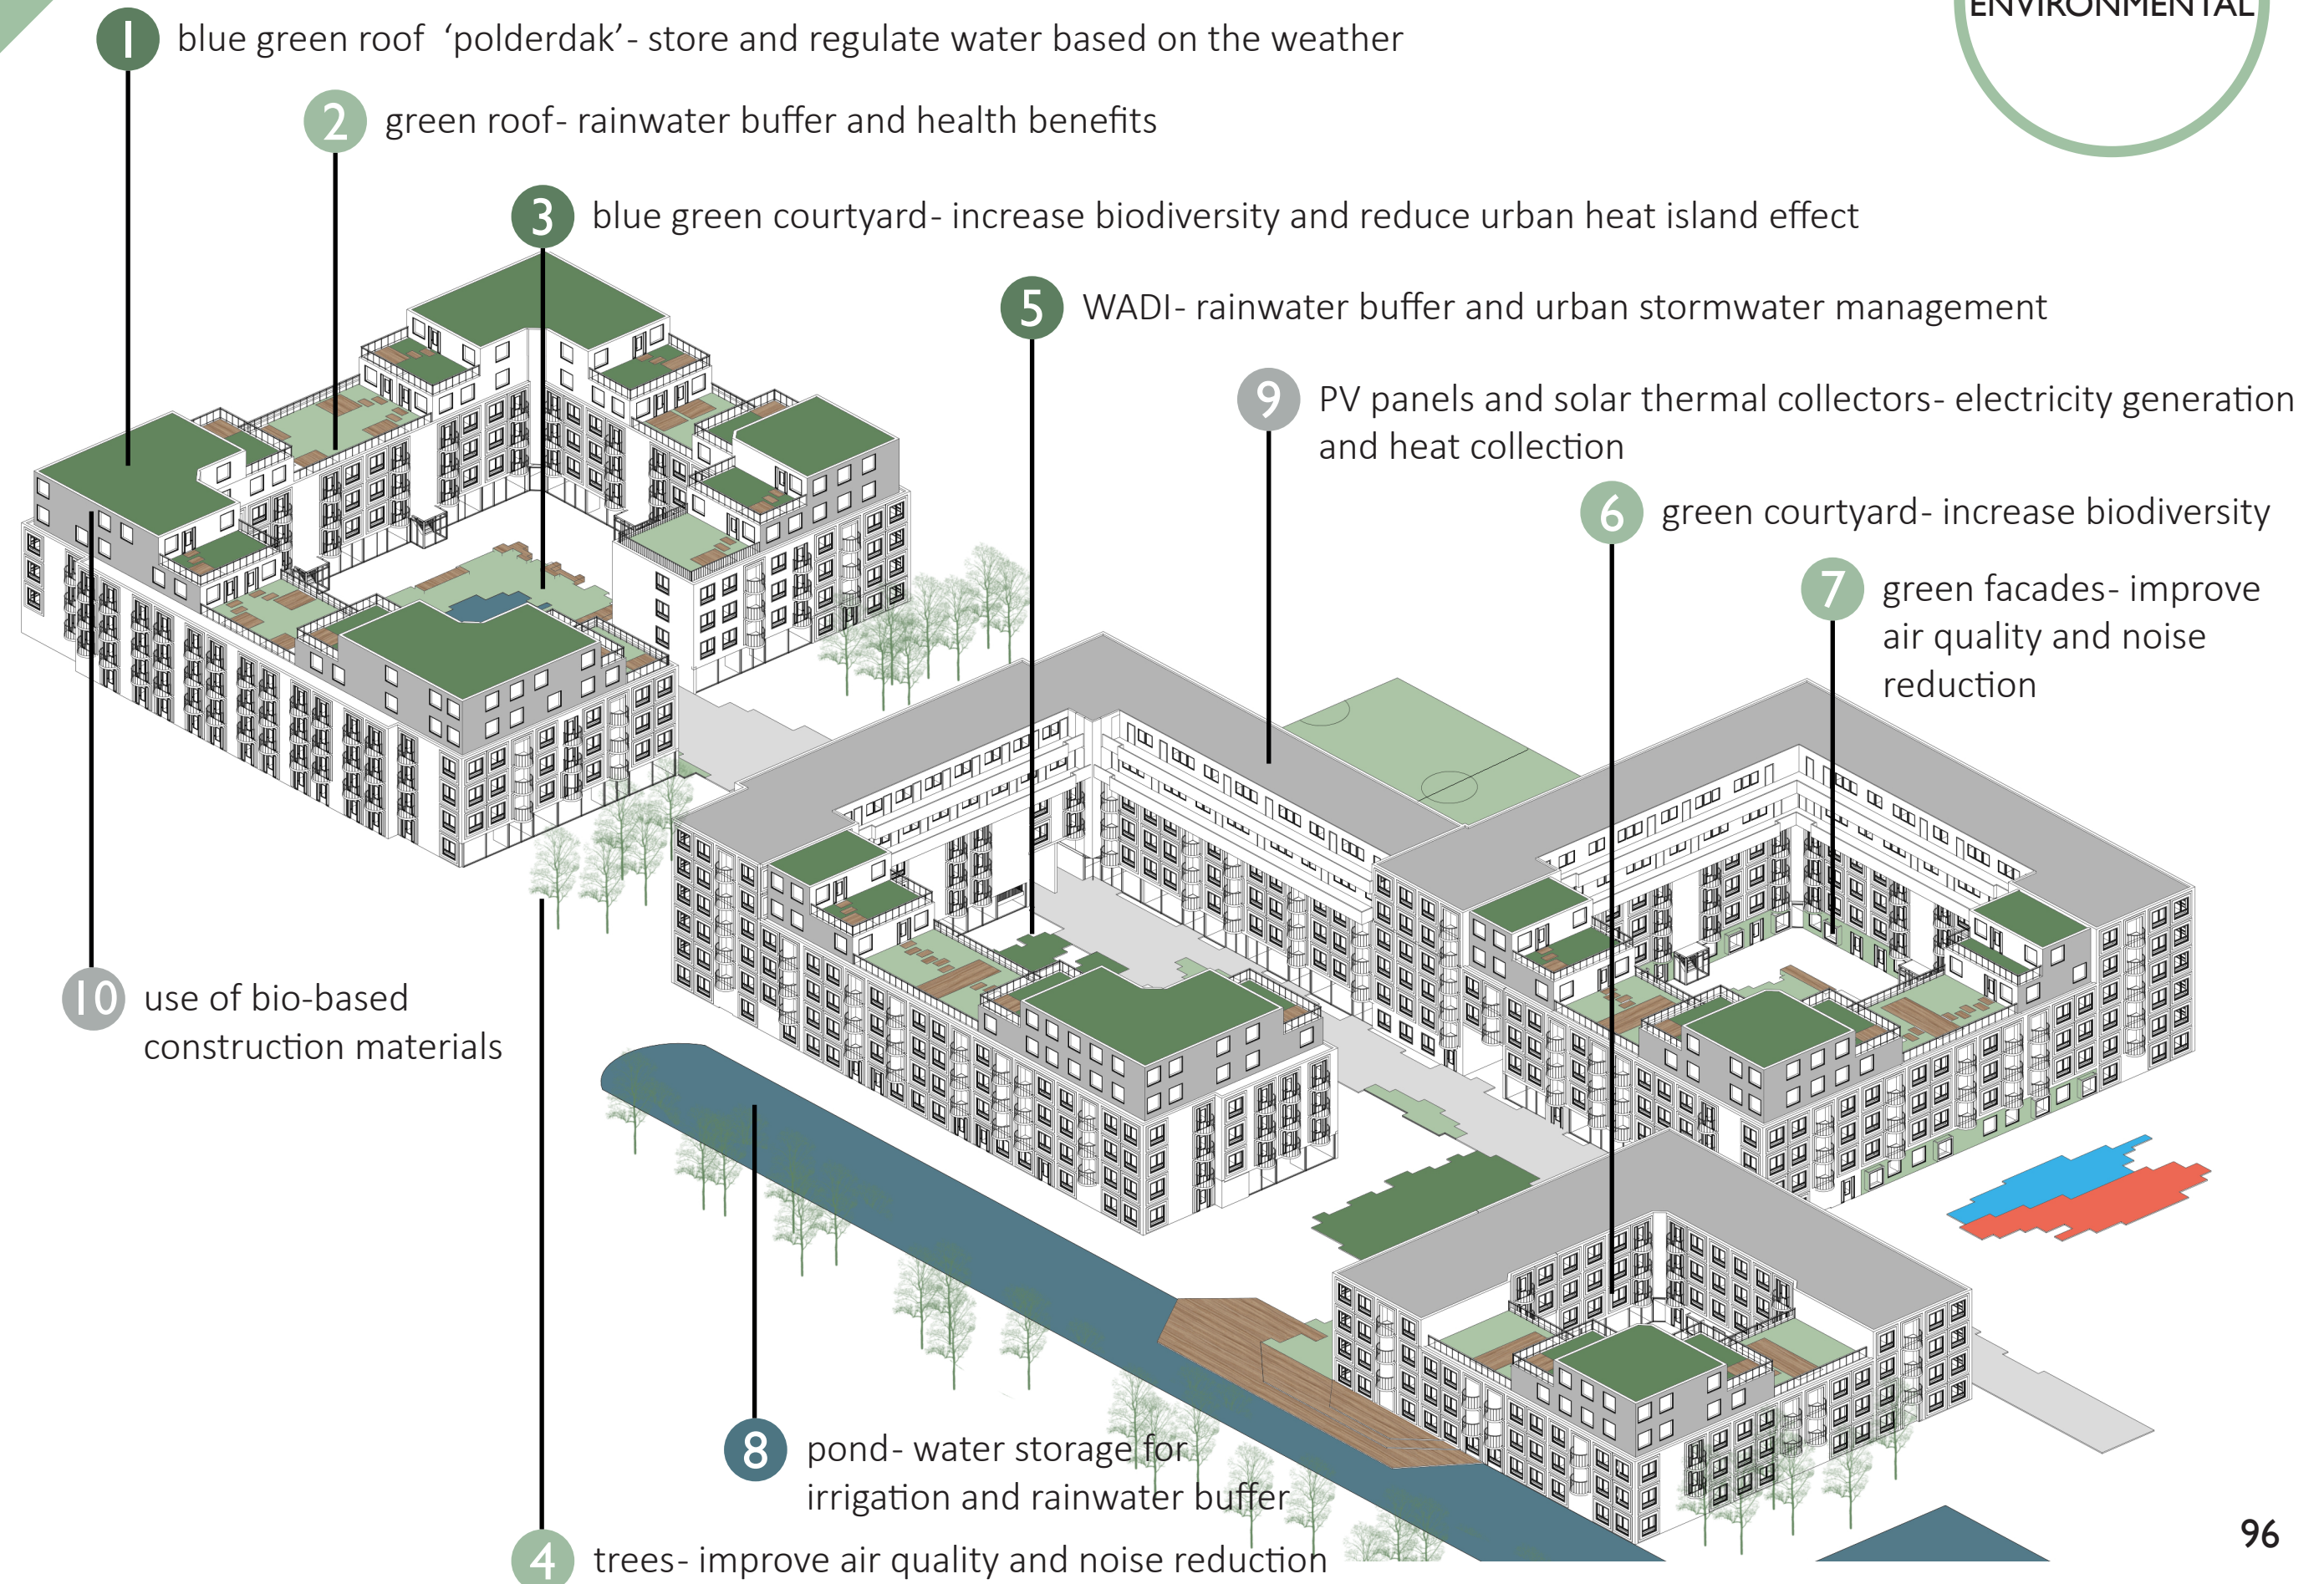 ENVIRONMENTAL
1 blue green roof ‘polderdak’- store and regulate water based on the weather
2 green roof- rainwater buffer and health benefits
3 blue green courtyard- increase biodiversity and reduce urban heat island effect
5 WADI- rainwater buffer and urban stormwater management
9 PV panels and solar thermal collectors- electricity generation
and heat collection
6 green courtyard- increase biodiversity
7 green facades- improve
air quality and noise
reduction
10 use of bio-based
construction materials
8 pond- water storage for
irrigation and rainwater buffer
4 trees- improve air quality and noise reduction
96